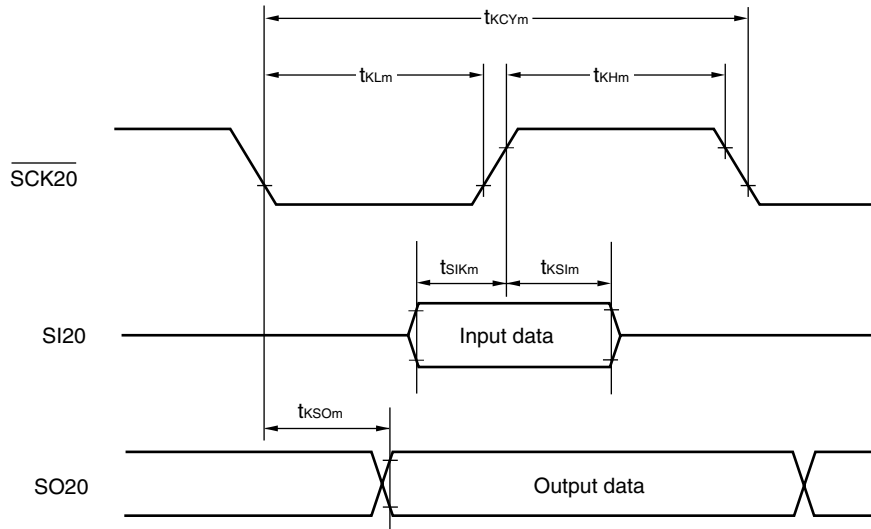 tKCYm
tKLm
tKHm
SCK20
tSIKm
tKSIm
SI20
Input data
tKSOm
SO20
Output data